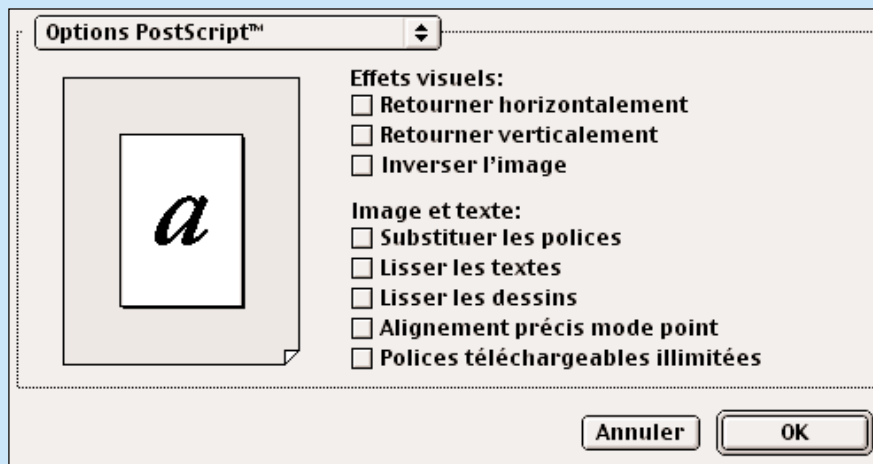 Options PostScript™
a
Effets visuels:
Retourner horizontalement
Retourner verticalement
Inverser l'image
Image et texte:
Substituer les polices
Lisser les textes
Lisser les dessins
Alignement précis mode point
Polices téléchargeables illimitées
Annuler
OK